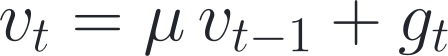 $v_t = \mu \, v_{t-1} + g_t$